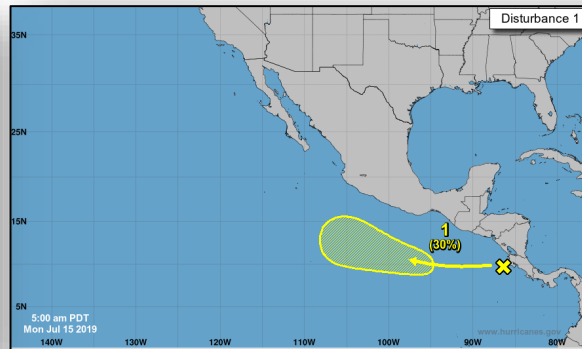 Disturbance 1
35N
25N
15N
5N
1
(30%)
5:00 am PDT
Mon Jul 15 2019
www.hurricanes.gov
140W
130W
120W
110W
100W
90W
80W